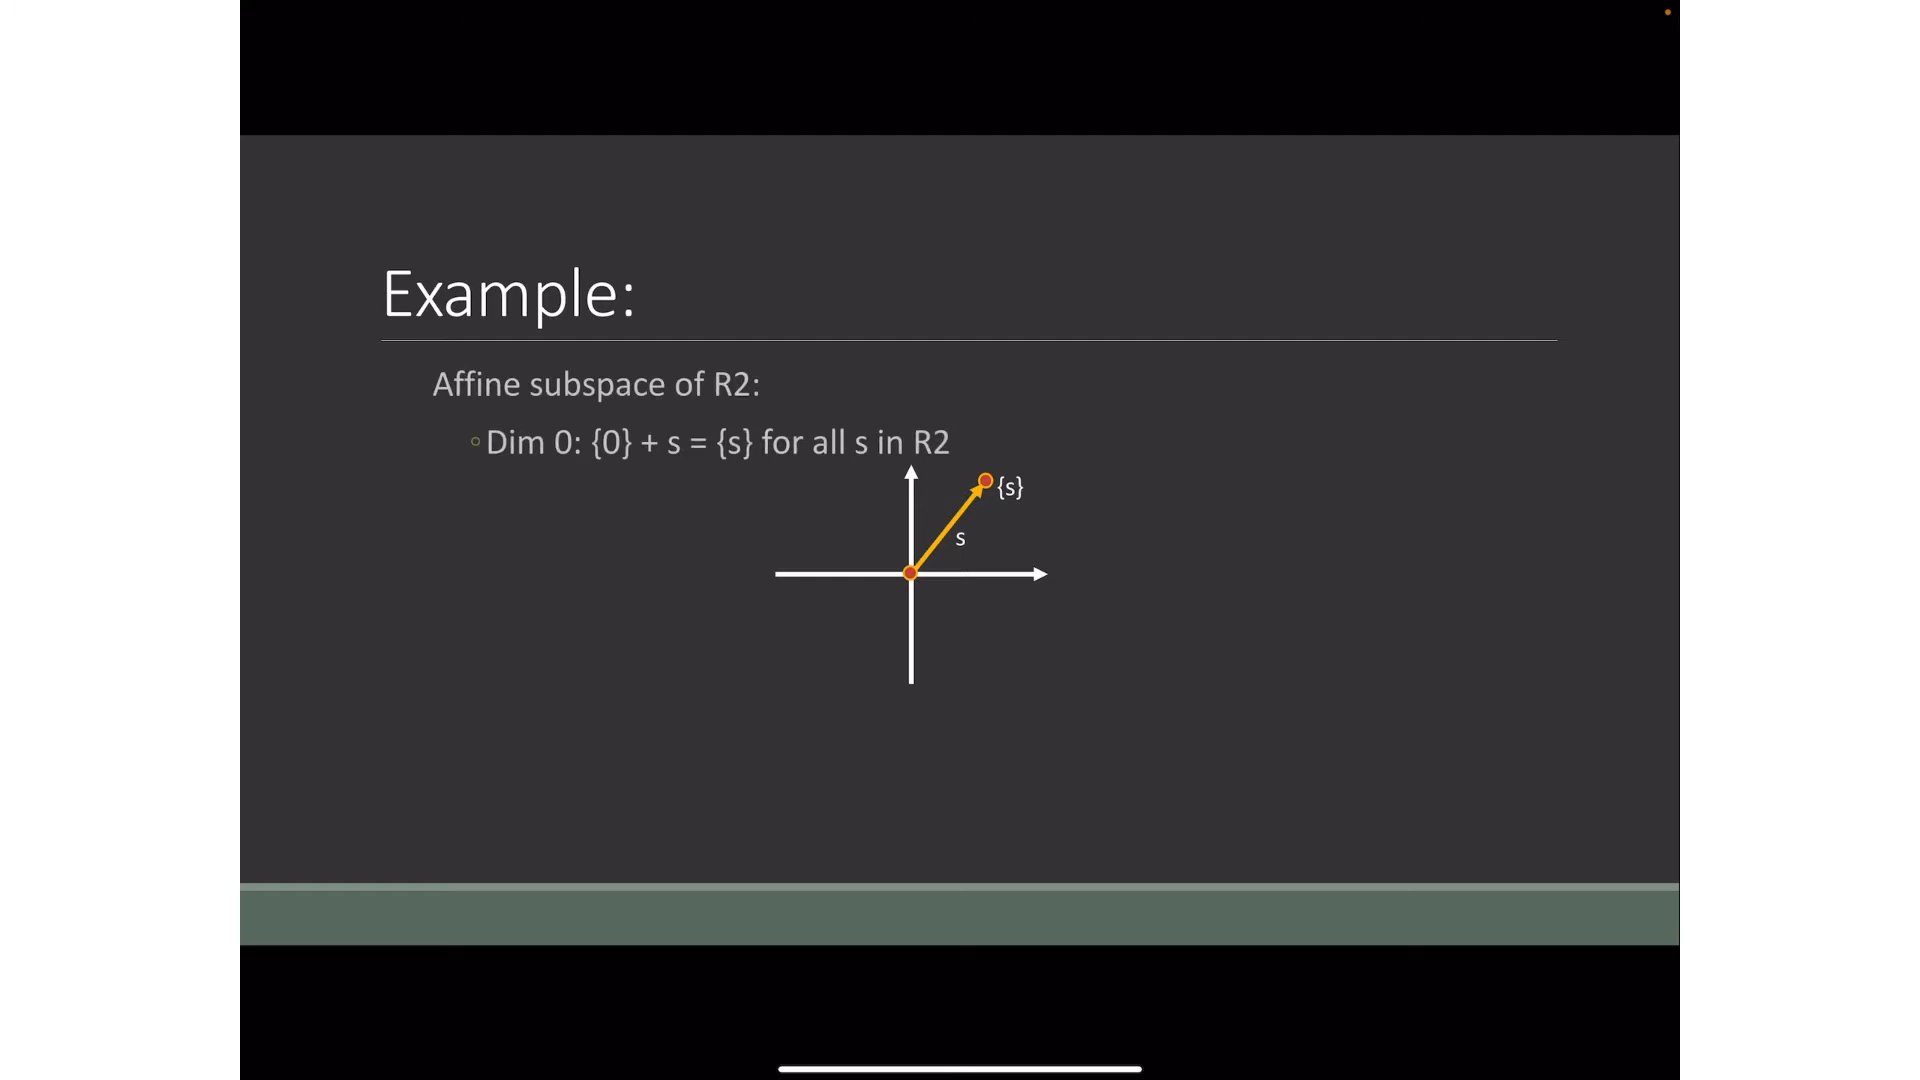 Example:
Affine subspace of R2:
◦ Dim 0: {0} + s = {s} for all s in R2
{s}
s